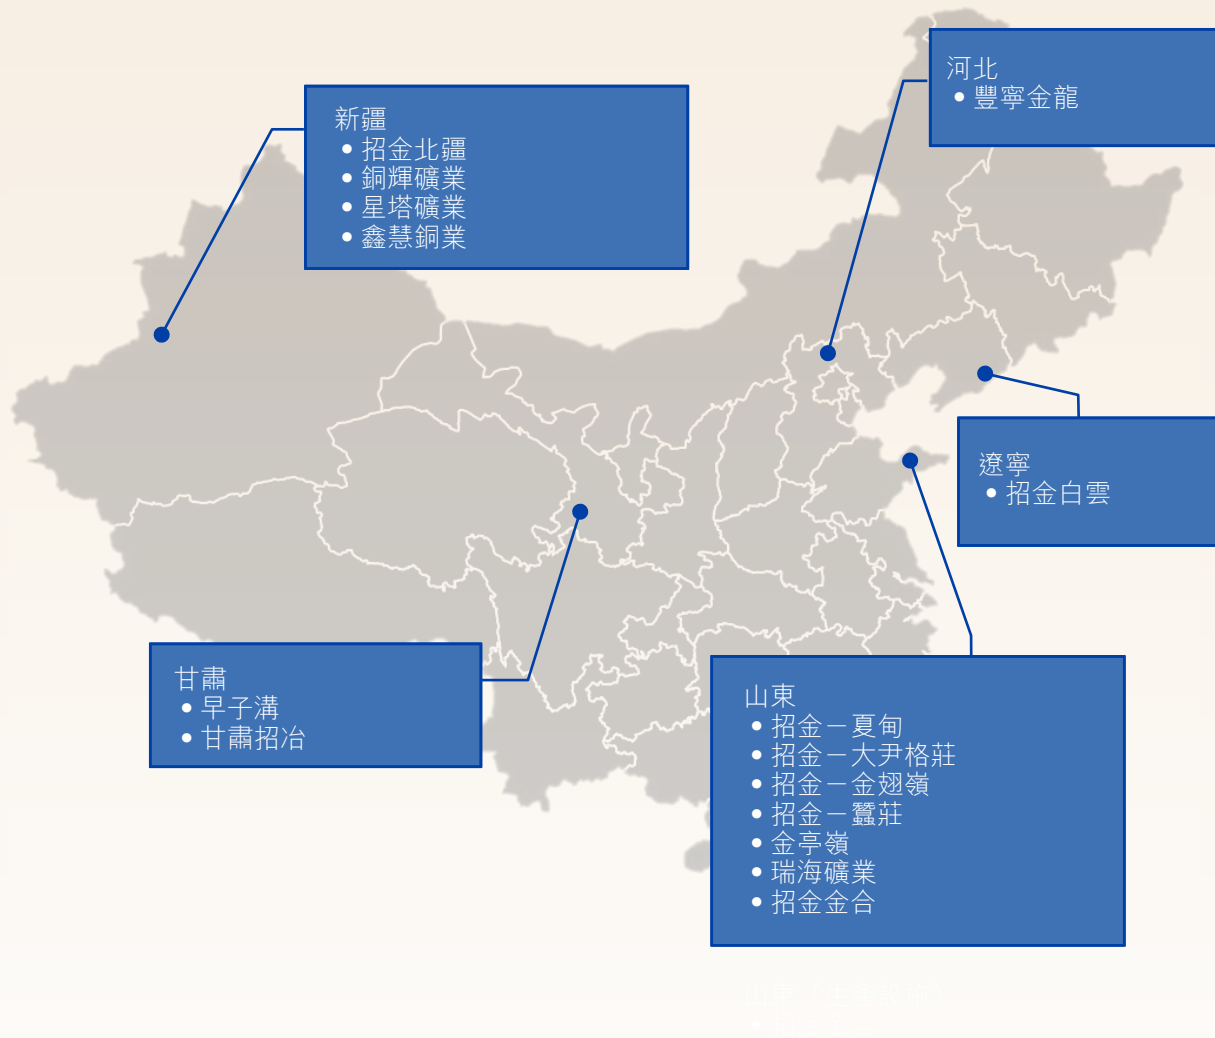 河北
• 豐寧金龍
新疆
• 招金北疆
• 銅輝礦業
• 星塔礦業
• 鑫慧銅業
遼寧
• 招金白雲
甘肅
• 早子溝
• 甘肅招冶
山東
• 招金－夏甸
• 招金－大尹格莊
• 招金－金翅嶺
• 招金－蠶莊
• 金亭嶺
• 瑞海礦業
• 招金金合